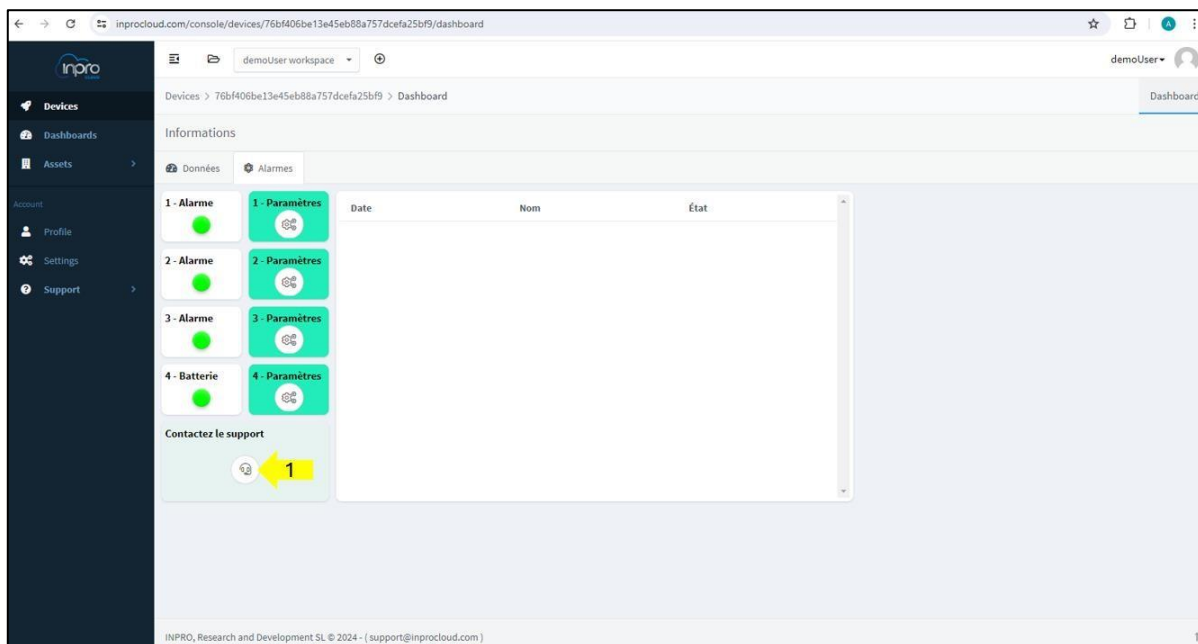 inprocloud.com/console/devices/76bf406be13e45eb88a757dcefa25bf9/dashboard
A
inpro
CLOUD
demoUser workspace
demoUser
Devices
Dashboards
Assets
Account
Profile
Settings
Support
Devices > 76bf406be13e45eb88a757dcefa25bf9 > Dashboard
Dashboard
Informations
Données
Alarmes
1 - Alarme
1 - Paramètres
2 - Alarme
2 - Paramètres
3 - Alarme
3 - Paramètres
4 - Batterie
4 - Paramètres
Contactez le support
1
Date Nom État
INPRO, Research and Development SL © 2024 - ( support@inprocloud.com )
1